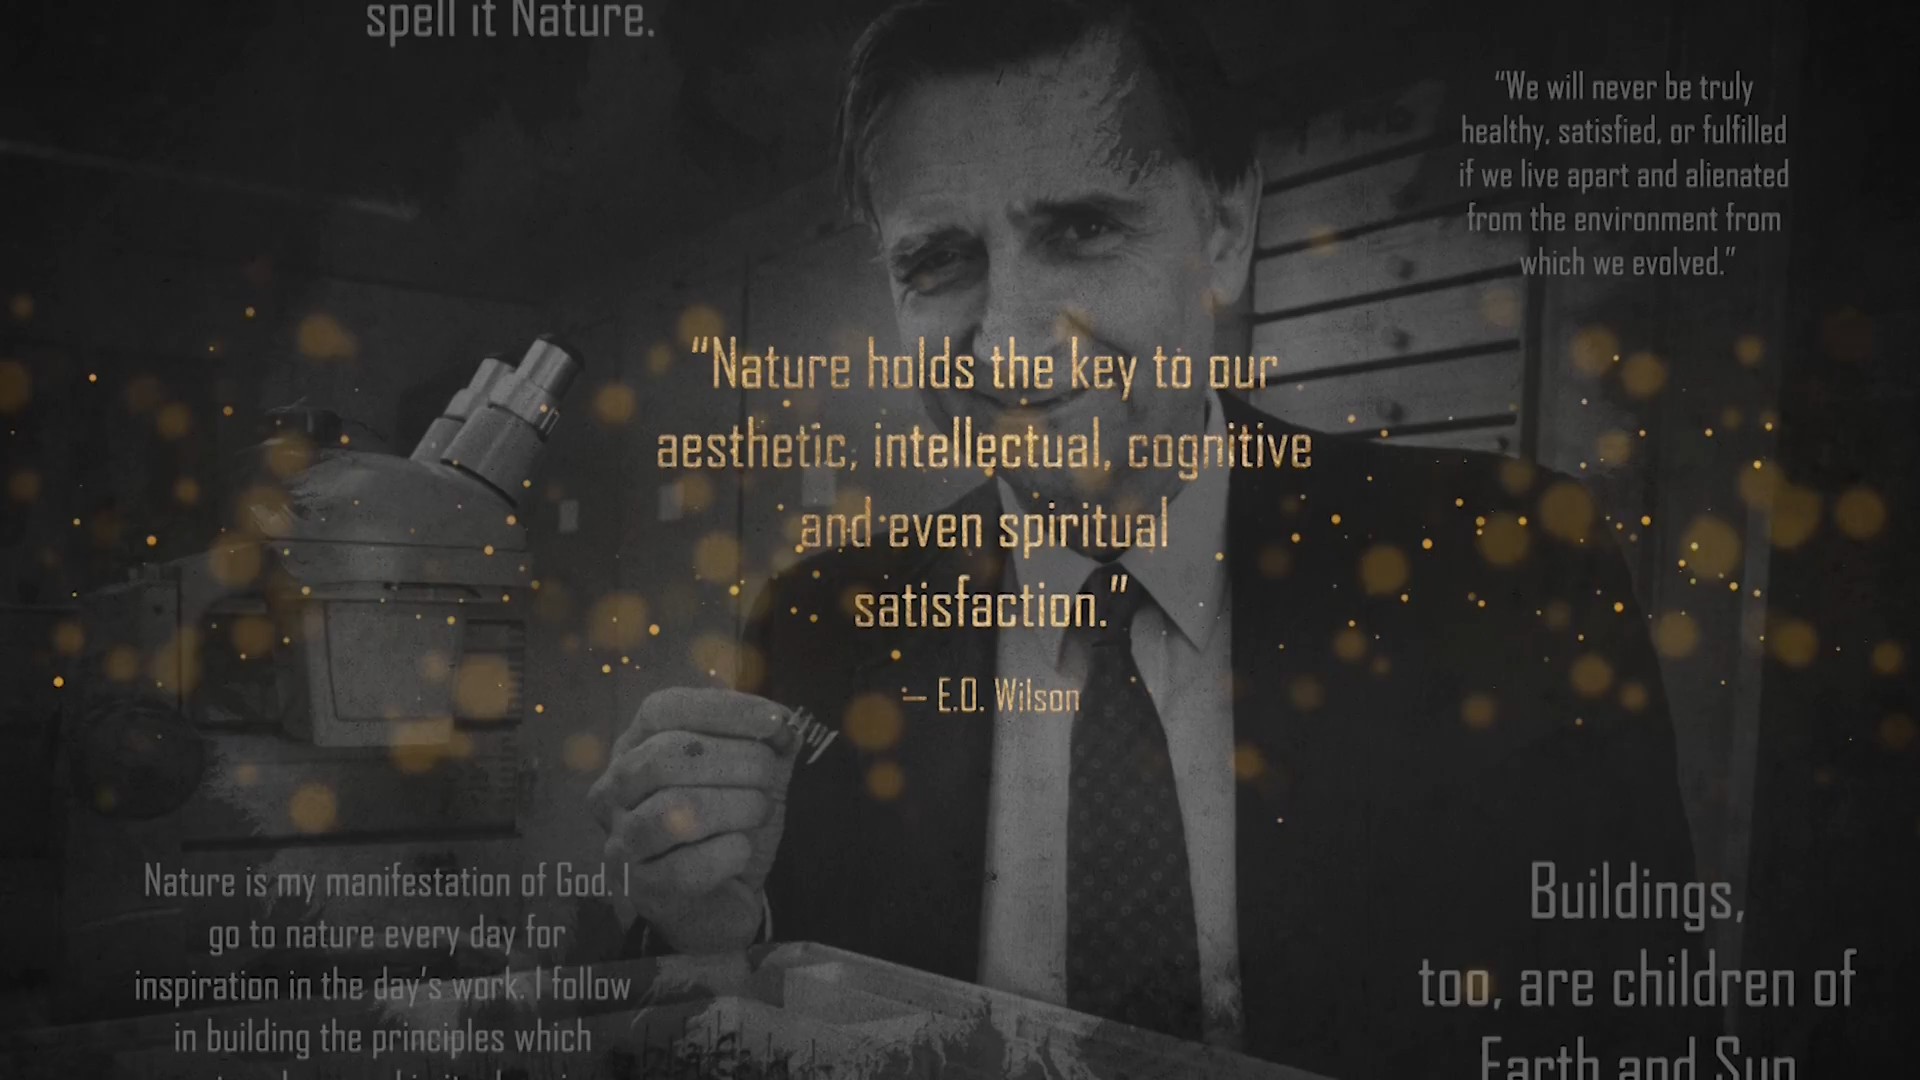 spell it Nature.
“We will never be truly
healthy, satisfied, or fulfilled
if we live apart and alienated
from the environment from
which we evolved.”
“Nature holds the key to our
aesthetic, intellectual, cognitive
and even spiritual
satisfaction.”
— E.O. Wilson
Nature is my manifestation of God. I
go to nature every day for
inspiration in the day's work. I follow
in building the principles which
Buildings,
too, are children of
Earth and Sun